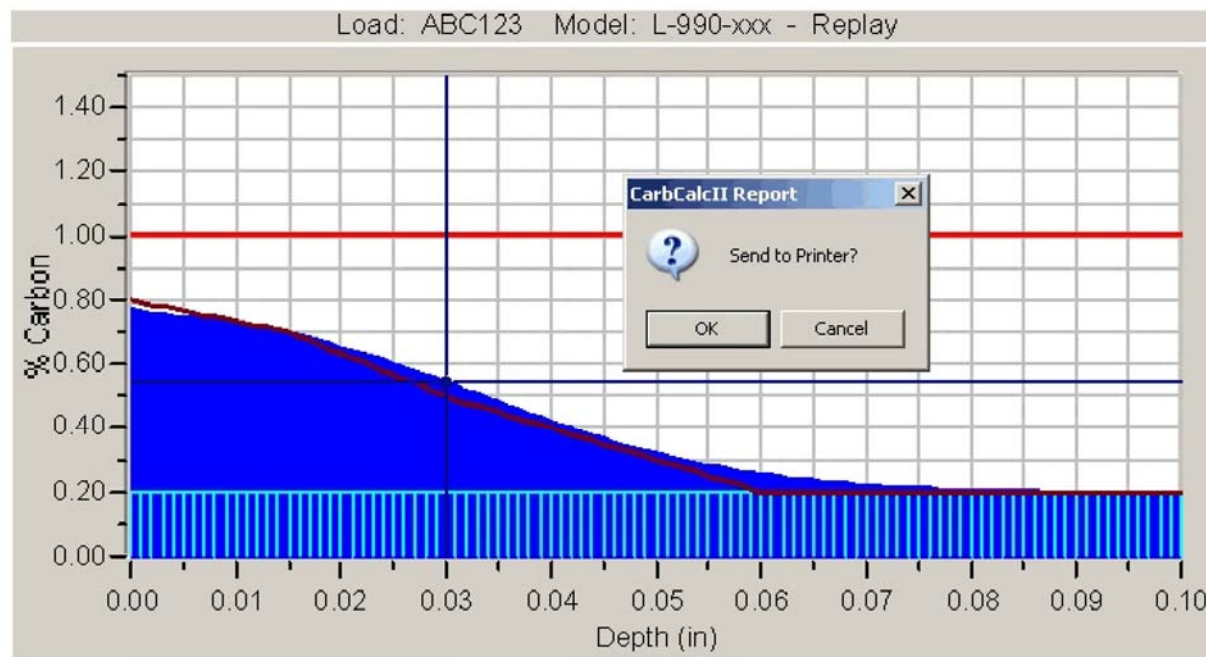 Load: ABC123 Model: L-990-xxx - Replay
1.40
1.20
1.00
0.80
0.60
0.40
0.20
0.00
% Carbon
CarbCalcII Report
Send to Printer?
OK Cancel
0.00 0.01 0.02 0.03 0.04 0.05 0.06 0.07 0.08 0.09 0.10
Depth (in)